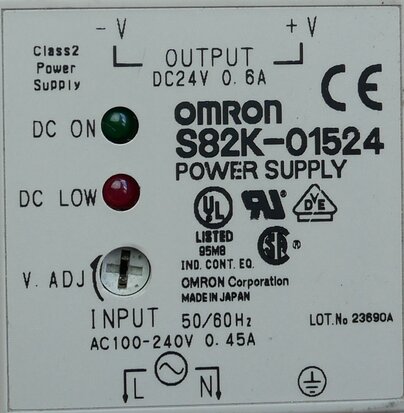 - V + V
Class2
Power
Supply
OUTPUT
DC24V 0.6A
CE
DC ON
OMRON
S82K-01524
POWER SUPPLY
DC LOW
UL
LISTED
95M8
IND. CONT. EQ.
V. ADJ
OMRON Corporation
MADE IN JAPAN
INPUT 50/60Hz
LOT.No 23690A
AC100-240V 0.45A
L N